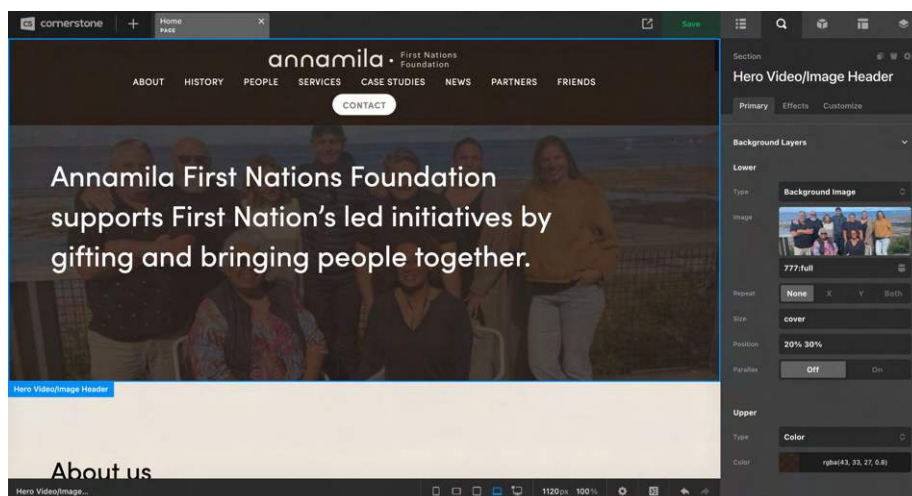 cs cornerstone
Home
PAGE
Save
annamila · First Nations
Foundation
ABOUT HISTORY PEOPLE SERVICES CASE STUDIES NEWS PARTNERS FRIENDS
CONTACT
Annamila First Nations Foundation
supports First Nation's led initiatives by
gifting and bringing people together.
Hero Video/Image Header
About us
Hero Video/Image...
1120px 100%
Section
Hero Video/Image Header
Primary Effects Customize
Background Layers
Lower
Type Background Image
Image
777:full
Repeat None X Y Both
Size cover
Position 20% 30%
Parallax Off On
Upper
Type Color
Color rgba(43, 33, 27, 0.8)